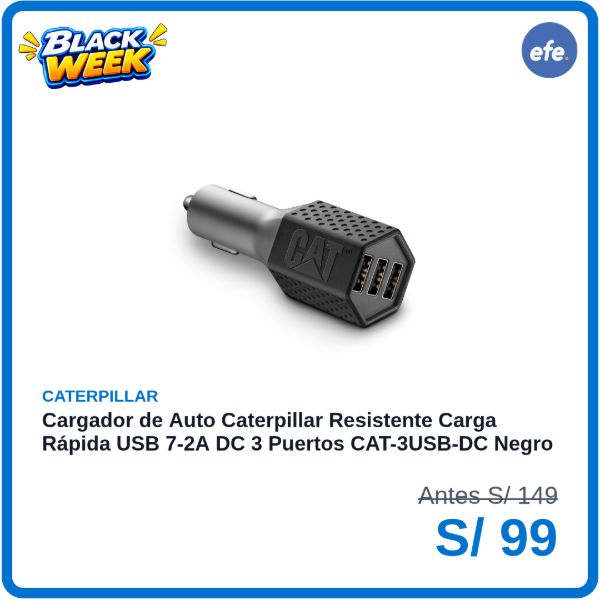 BLACK
WEEK
efe.
CAT
CATERPILLAR
Cargador de Auto Caterpillar Resistente Carga
Rápida USB 7-2A DC 3 Puertos CAT-3USB-DC Negro
Antes S/ 149
S/ 99